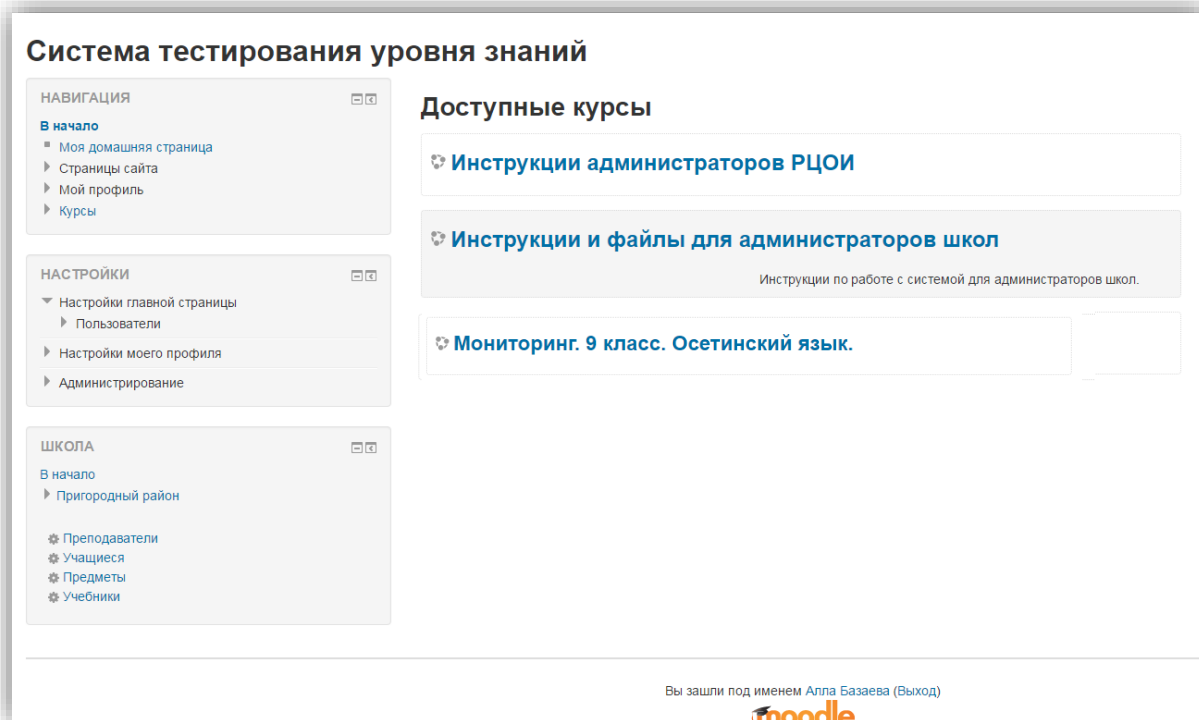 Система тестирования уровня знаний
НАВИГАЦИЯ
В начало
Моя домашняя страница
Страницы сайта
Мой профиль
Курсы
НАСТРОЙКИ
Настройки главной страницы
Пользователи
Настройки моего профиля
Администрирование
ШКОЛА
В начало
Пригородный район
Преподаватели
Учащиеся
Предметы
Учебники
Доступные курсы
Инструкции администраторов РЦОИ
Инструкции и файлы для администраторов школ
Инструкции по работе с системой для администраторов школ.
Мониторинг. 9 класс. Осетинский язык.
Вы зашли под именем Алла Базаева (Выход)
moodle